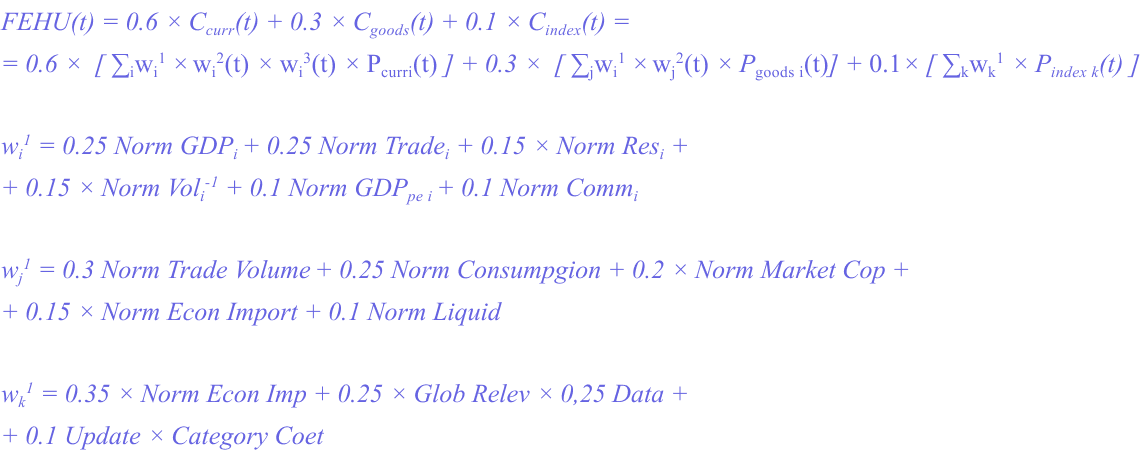 FEHU(t) = 0.6 × C_curr(t) + 0.3 × C_goods(t) + 0.1 × C_index(t) =
= 0.6 × [ ∑_i w_i^1 × w_i^2(t) × w_i^3(t) × P_curri(t) ] + 0.3 × [ ∑_j w_i^1 × w_j^2(t) × P_goods i(t)] + 0.1× [ ∑_k w_k^1 × P_index k(t) ]
w_i^1 = 0.25 Norm GDP_i + 0.25 Norm Trade_i + 0.15 × Norm Res_i +
+ 0.15 × Norm Vol_i^-1 + 0.1 Norm GDP_pe i + 0.1 Norm Comm_i
w_j^1 = 0.3 Norm Trade Volume + 0.25 Norm Consumpgion + 0.2 × Norm Market Cop +
+ 0.15 × Norm Econ Import + 0.1 Norm Liquid
w_k^1 = 0.35 × Norm Econ Imp + 0.25 × Glob Relev × 0,25 Data +
+ 0.1 Update × Category Coet